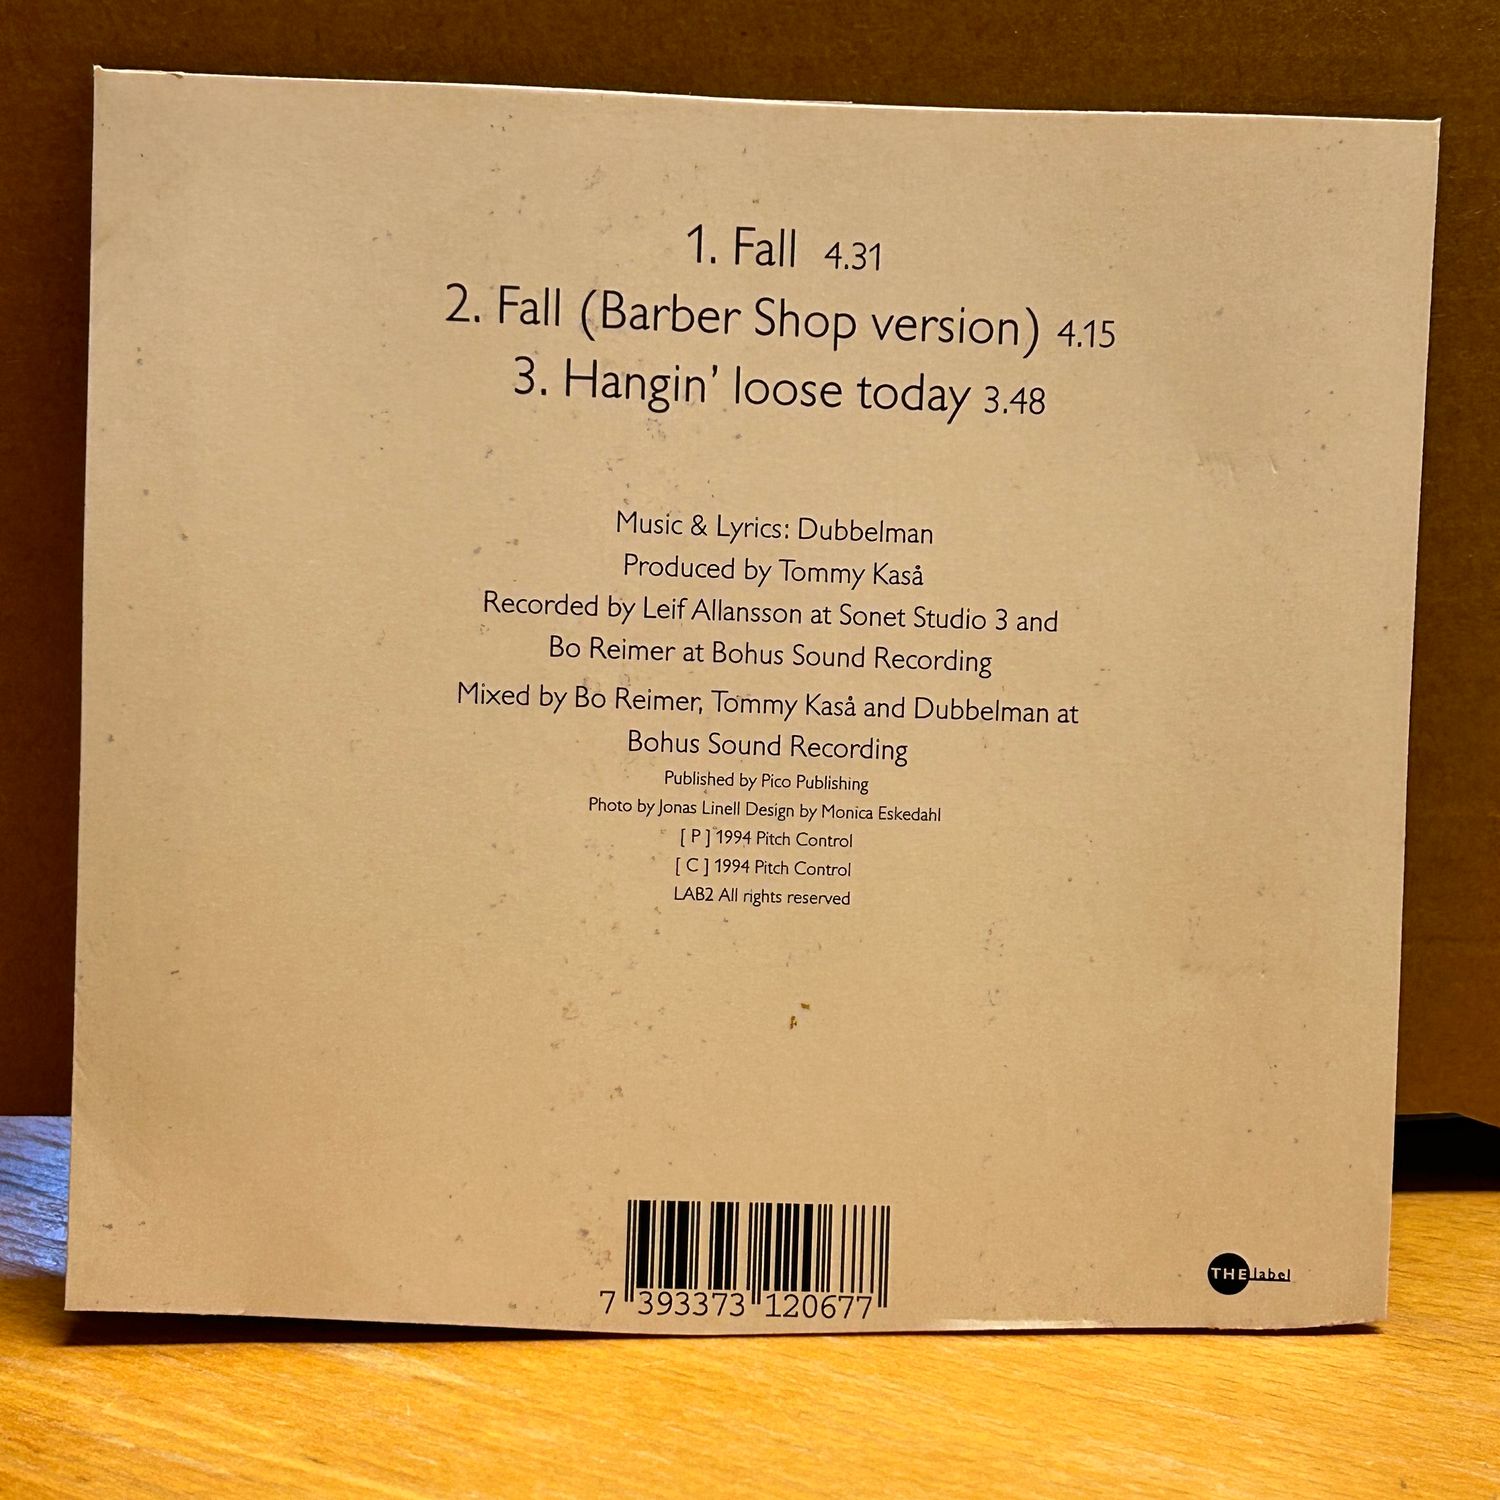 1. Fall 4.31
2. Fall (Barber Shop version) 4.15
3. Hangin' loose today 3.48
Music & Lyrics: Dubbelman
Produced by Tommy Kaså
Recorded by Leif Allansson at Sonet Studio 3 and
Bo Reimer at Bohus Sound Recording
Mixed by Bo Reimer, Tommy Kaså and Dubbelman at
Bohus Sound Recording
Published by Pico Publishing
Photo by Jonas Linell Design by Monica Eskedahl
[ P ] 1994 Pitch Control
[ C ] 1994 Pitch Control
LAB2 All rights reserved
THE label
7 393373 120677